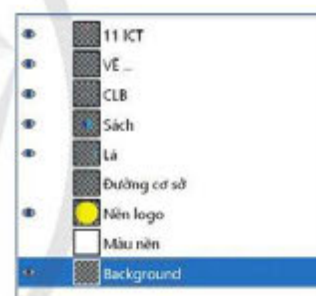 11 ICT
VẼ ...
CLB
Sách
Lá
Đường cơ sở
Nền logo
Màu nền
Background